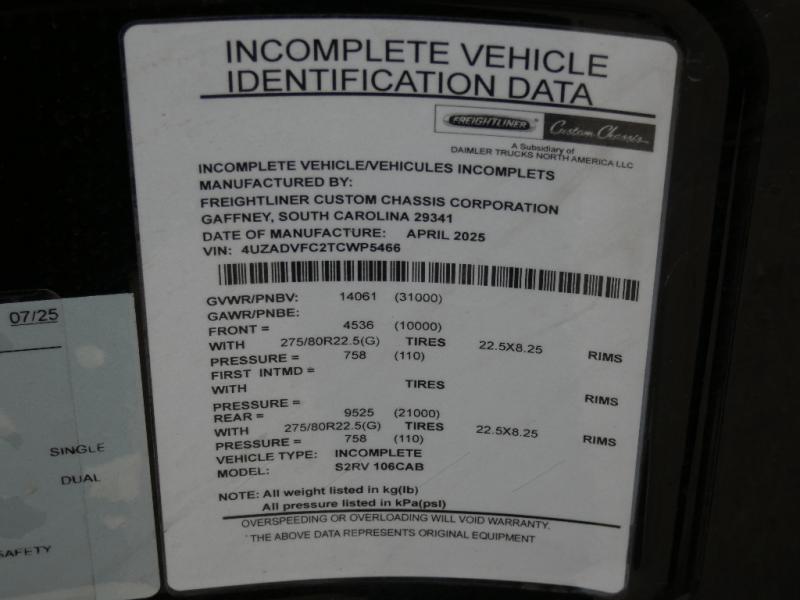 INCOMPLETE VEHICLE
IDENTIFICATION DATA
FREIGHTLINER Custom Chassis
A Subsidiary of
DAIMLER TRUCKS NORTH AMERICA LLC
INCOMPLETE VEHICLE/VEHICULES INCOMPLETS
MANUFACTURED BY:
FREIGHTLINER CUSTOM CHASSIS CORPORATION
GAFFNEY, SOUTH CAROLINA 29341
DATE OF MANUFACTURE: APRIL 2025
VIN: 4UZADVFC2TCWP5466
GVWR/PNBV: 14061 (31000)
GAWR/PNBE:
FRONT = 4536 (10000)
WITH 275/80R22.5(G) TIRES 22.5X8.25 RIMS
PRESSURE = 758 (110)
FIRST INTMD =
WITH TIRES RIMS
PRESSURE =
REAR = 9525 (21000)
WITH 275/80R22.5(G) TIRES 22.5X8.25 RIMS
PRESSURE = 758 (110)
VEHICLE TYPE: INCOMPLETE
MODEL: S2RV 106CAB
NOTE: All weight listed in kg(lb)
All pressure listed in kPa(psi)
OVERSPEEDING OR OVERLOADING WILL VOID WARRANTY.
*THE ABOVE DATA REPRESENTS ORIGINAL EQUIPMENT
07/25
SINGLE
DUAL
SAFETY